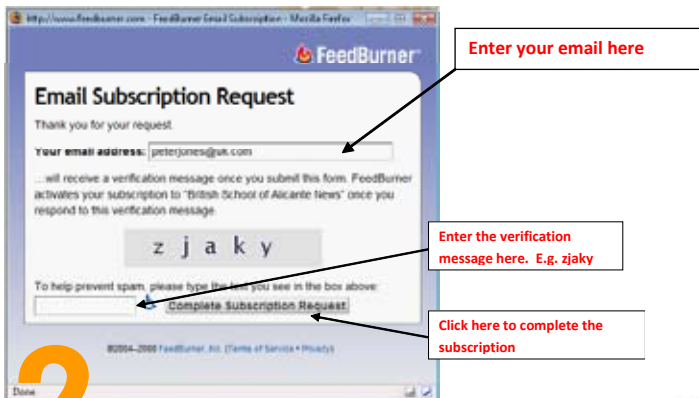 http://www.feedburner.com - FeedBurner Email Subscription - Mozilla Firefox
FeedBurner
Enter your email here
Email Subscription Request
Thank you for your request.
Your email address: peterjones@uk.com
...will receive a verification message once you submit this form. FeedBurner
activates your subscription to "British School of Alicante News" once you
respond to this verification message.
z j a k y
Enter the verification
message here. E.g. zjaky
To help prevent spam, please type the text you see in the box above:
Complete Subscription Request
Click here to complete the
subscription
©2004–2008 FeedBurner, Inc. (Terms of Service • Privacy)
2
Done